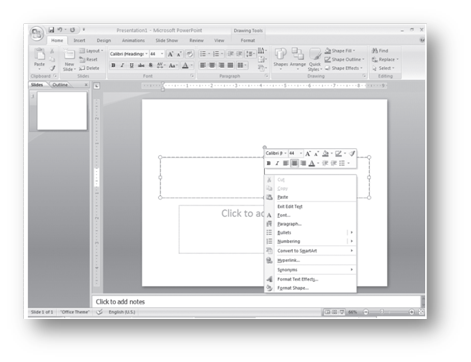 Presentation1 - Microsoft PowerPoint
Drawing Tools
Home Insert Design Animations Slide Show Review View Format
Paste
New Slide
Layout
Reset
Delete
Calibri (Headings) 44
Shapes Arrange Quick Styles
Shape Fill
Shape Outline
Shape Effects
Find
Replace
Select
Clipboard Slides Font Paragraph Drawing Editing
Slides Outline
1
Calibri 44
Cut
Copy
Paste
Exit Edit Text
Font...
Paragraph...
Bullets
Numbering
Convert to SmartArt
Hyperlink...
Synonyms
Format Text Effects...
Format Shape...
Click to ad
Click to add notes
Slide 1 of 1 "Office Theme" English (U.S.) 66%